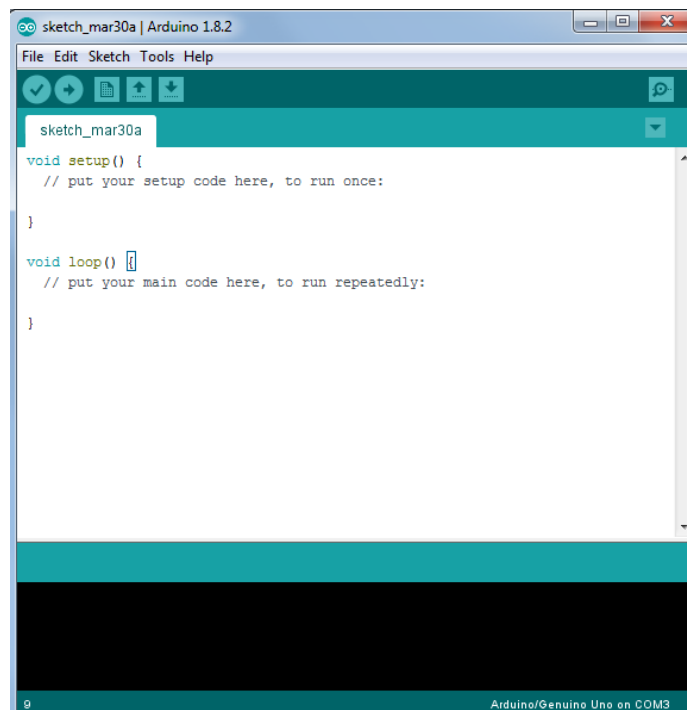 sketch_mar30a | Arduino 1.8.2
File Edit Sketch Tools Help
sketch_mar30a
void setup() {
  // put your setup code here, to run once:
}
void loop() {
  // put your main code here, to run repeatedly:
}
9 Arduino/Genuino Uno on COM3